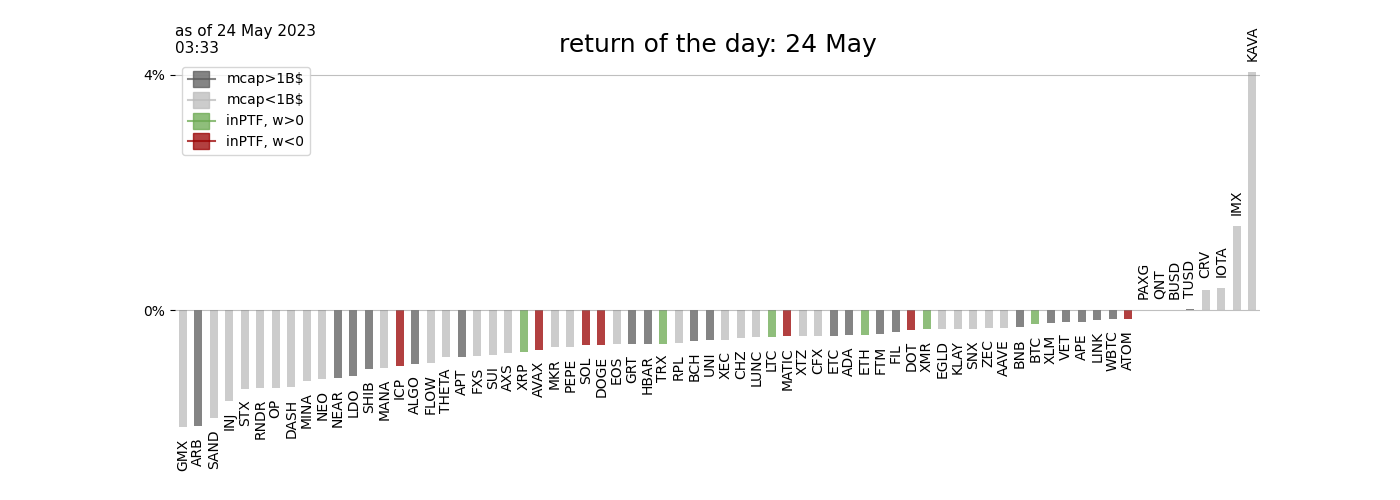 as of 24 May 2023
03:33
return of the day: 24 May
4%
0%
mcap>1B$
mcap<1B$
inPTF, w>0
inPTF, w<0
GMX
ARB
SAND
INJ
STX
RNDR
OP
DASH
MINA
NEO
NEAR
LDO
SHIB
MANA
ICP
ALGO
FLOW
THETA
APT
FXS
SUI
AXS
XRP
AVAX
MKR
PEPE
SOL
DOGE
EOS
GRT
HBAR
TRX
RPL
BCH
UNI
XEC
CHZ
LUNC
LTC
MATIC
XTZ
CFX
ETC
ADA
ETH
FTM
FIL
DOT
XMR
EGLD
KLAY
SNX
ZEC
AAVE
BNB
BTC
XLM
VET
APE
LINK
WBTC
ATOM
PAXG
QNT
BUSD
TUSD
CRV
IOTA
IMX
KAVA